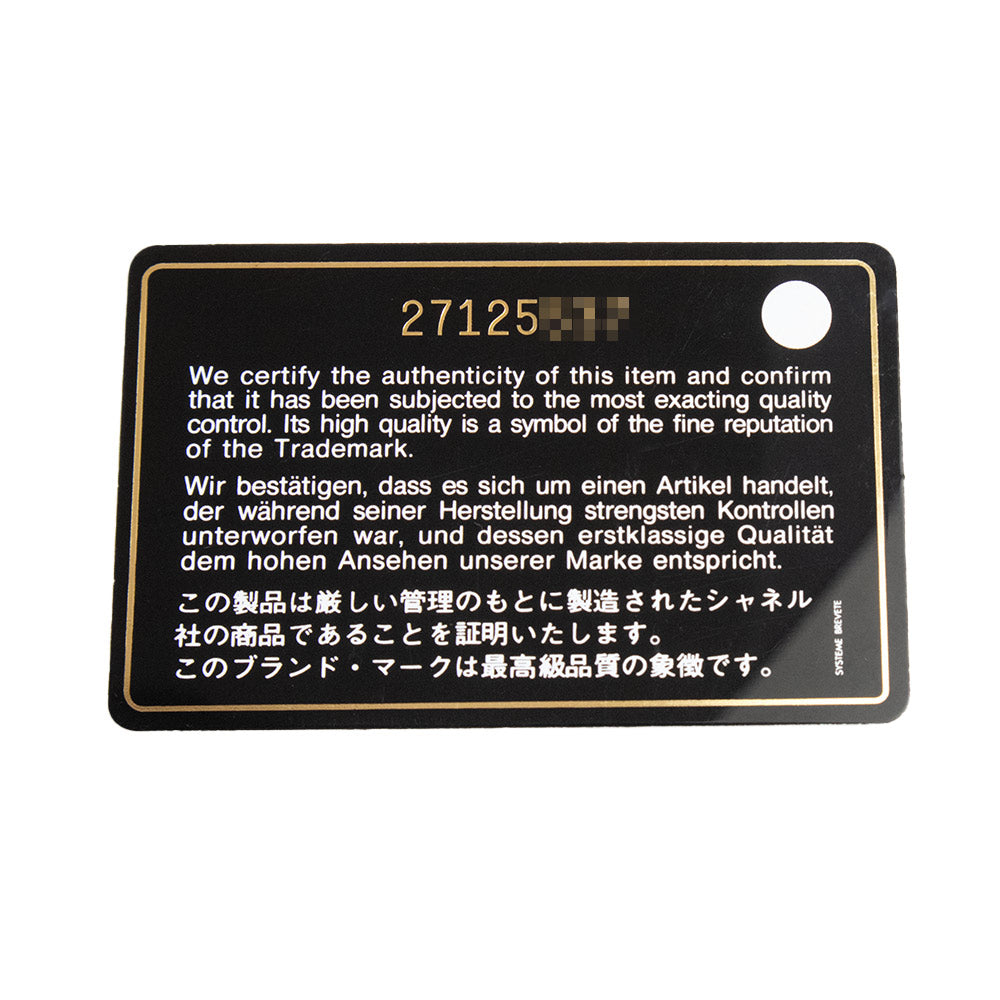 27125
We certify the authenticity of this item and confirm
that it has been subjected to the most exacting quality
control. Its high quality is a symbol of the fine reputation
of the Trademark.
Wir bestätigen, dass es sich um einen Artikel handelt,
der während seiner Herstellung strengsten Kontrollen
unterworfen war, und dessen erstklassige Qualität
dem hohen Ansehen unserer Marke entspricht.
この製品は厳しい管理のもとに製造されたシャネル
社の商品であることを証明いたします。
このブランド・マークは最高級品質の象徴です。
SYSTEME BREVETE